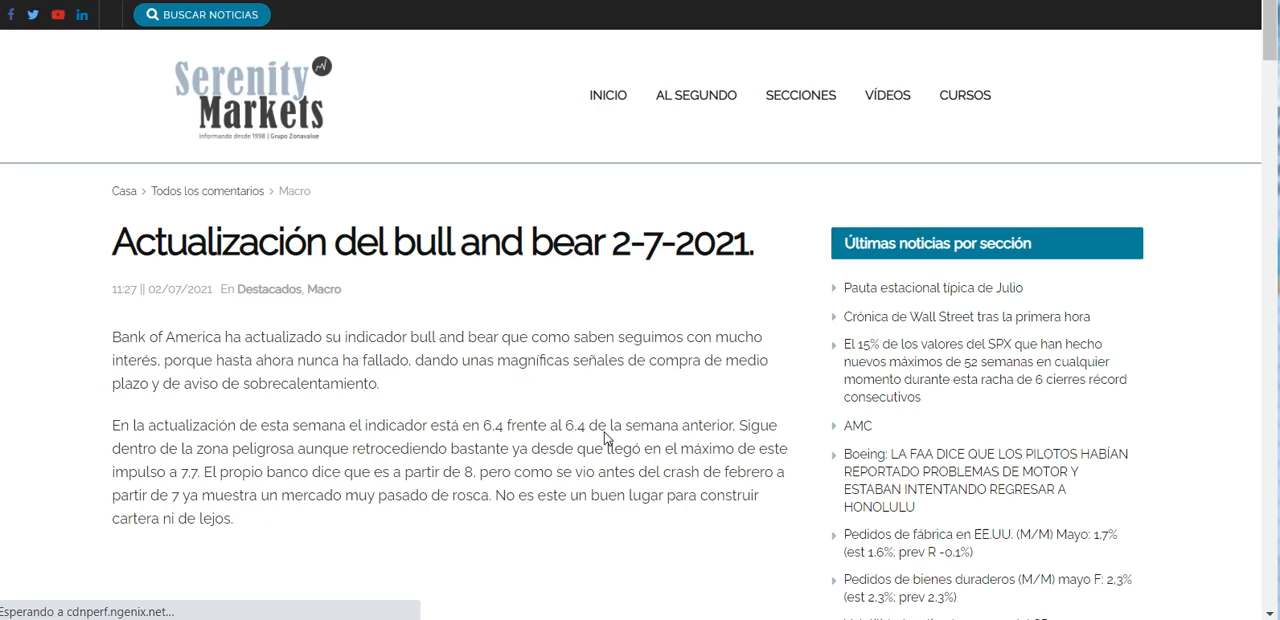 BUSCAR NOTICIAS
Serenity
Markets
informando desde 1998 | Grupo Zonavalue
INICIO
AL SEGUNDO
SECCIONES
VÍDEOS
CURSOS
Casa > Todos los comentarios > Macro
Actualización del bull and bear 2-7-2021.
11:27 || 02/07/2021 En Destacados, Macro
Bank of America ha actualizado su indicador bull and bear que como saben seguimos con mucho
interés, porque hasta ahora nunca ha fallado, dando unas magníficas señales de compra de medio
plazo y de aviso de sobrecalentamiento.
En la actualización de esta semana el indicador está en 6.4 frente al 6.4 de la semana anterior. Sigue
dentro de la zona peligrosa aunque retrocediendo bastante ya desde que llegó en el máximo de este
impulso a 7,7. El propio banco dice que es a partir de 8, pero como se vio antes del crash de febrero a
partir de 7 ya muestra un mercado muy pasado de rosca. No es este un buen lugar para construir
cartera ni de lejos.
Últimas noticias por sección
Pauta estacional típica de Julio
Crónica de Wall Street tras la primera hora
El 15% de los valores del SPX que han hecho
nuevos máximos de 52 semanas en cualquier
momento durante esta racha de 6 cierres récord
consecutivos
AMC
Boeing: LA FAA DICE QUE LOS PILOTOS HABÍAN
REPORTADO PROBLEMAS DE MOTOR Y
ESTABAN INTENTANDO REGRESAR A
HONOLULU
Pedidos de fábrica en EE.UU. (M/M) Mayo: 1,7%
(est 1.6%; prev R -0.1%)
Pedidos de bienes duraderos (M/M) mayo F: 2,3%
(est 2,3%; prev 2,3%)
Esperando a cdnperf.ngenix.net...